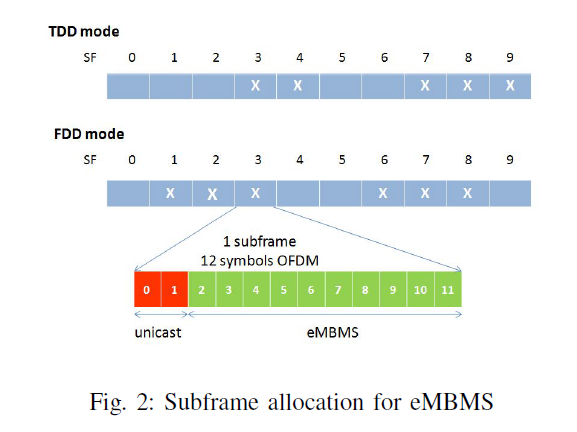 TDD mode
SF 0 1 2 3 4 5 6 7 8 9
X X X X X
FDD mode
SF 0 1 2 3 4 5 6 7 8 9
X X X X X X
1 subframe
12 symbols OFDM
0 1 2 3 4 5 6 7 8 9 10 11
unicast eMBMS
Fig. 2: Subframe allocation for eMBMS